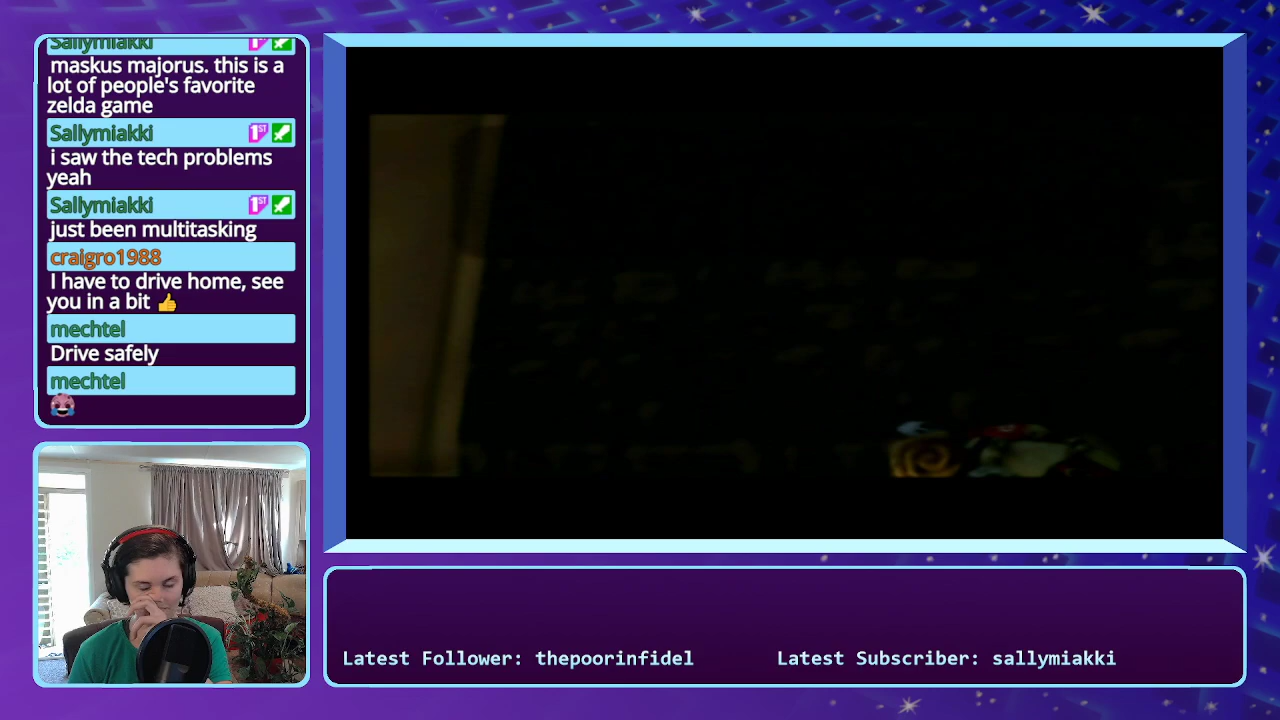 Sallymiakki
maskus majorus. this is a
lot of people's favorite
zelda game
Sallymiakki
i saw the tech problems
yeah
Sallymiakki
just been multitasking
craigro1988
I have to drive home, see
you in a bit 👍
mechtel
Drive safely
mechtel
Latest Follower: thepoorinfidel
Latest Subscriber: sallymiakki